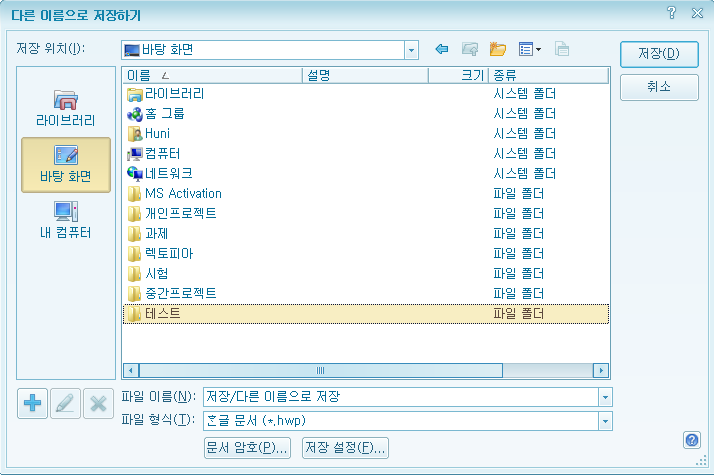 다른 이름으로 저장하기
저장 위치(I): 바탕 화면 저장(D)
취소
이름 설명 크기 종류
라이브러리 시스템 폴더
홈 그룹 시스템 폴더
Huni 시스템 폴더
컴퓨터 시스템 폴더
네트워크 시스템 폴더
MS Activation 파일 폴더
개인프로젝트 파일 폴더
과제 파일 폴더
렉토피아 파일 폴더
시험 파일 폴더
중간프로젝트 파일 폴더
테스트 파일 폴더
라이브러리
바탕 화면
내 컴퓨터
파일 이름(N): 저장/다른 이름으로 저장
파일 형식(T): 한글 문서 (*.hwp)
문서 암호(P)... 저장 설정(F)...